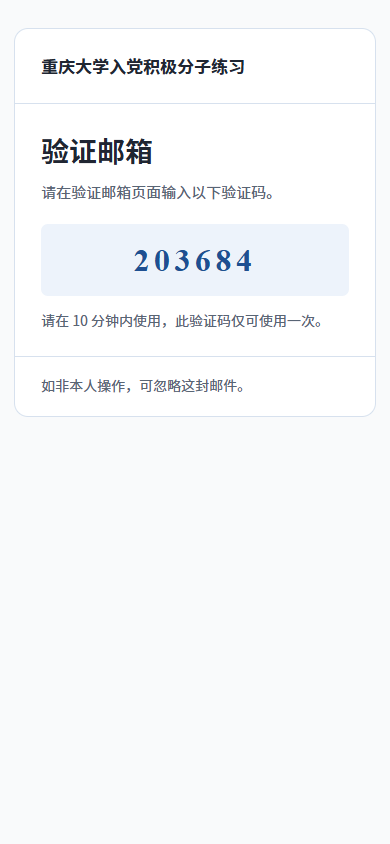 重庆大学入党积极分子练习
验证邮箱
请在验证邮箱页面输入以下验证码。
203684
请在 10 分钟内使用，此验证码仅可使用一次。
如非本人操作，可忽略这封邮件。